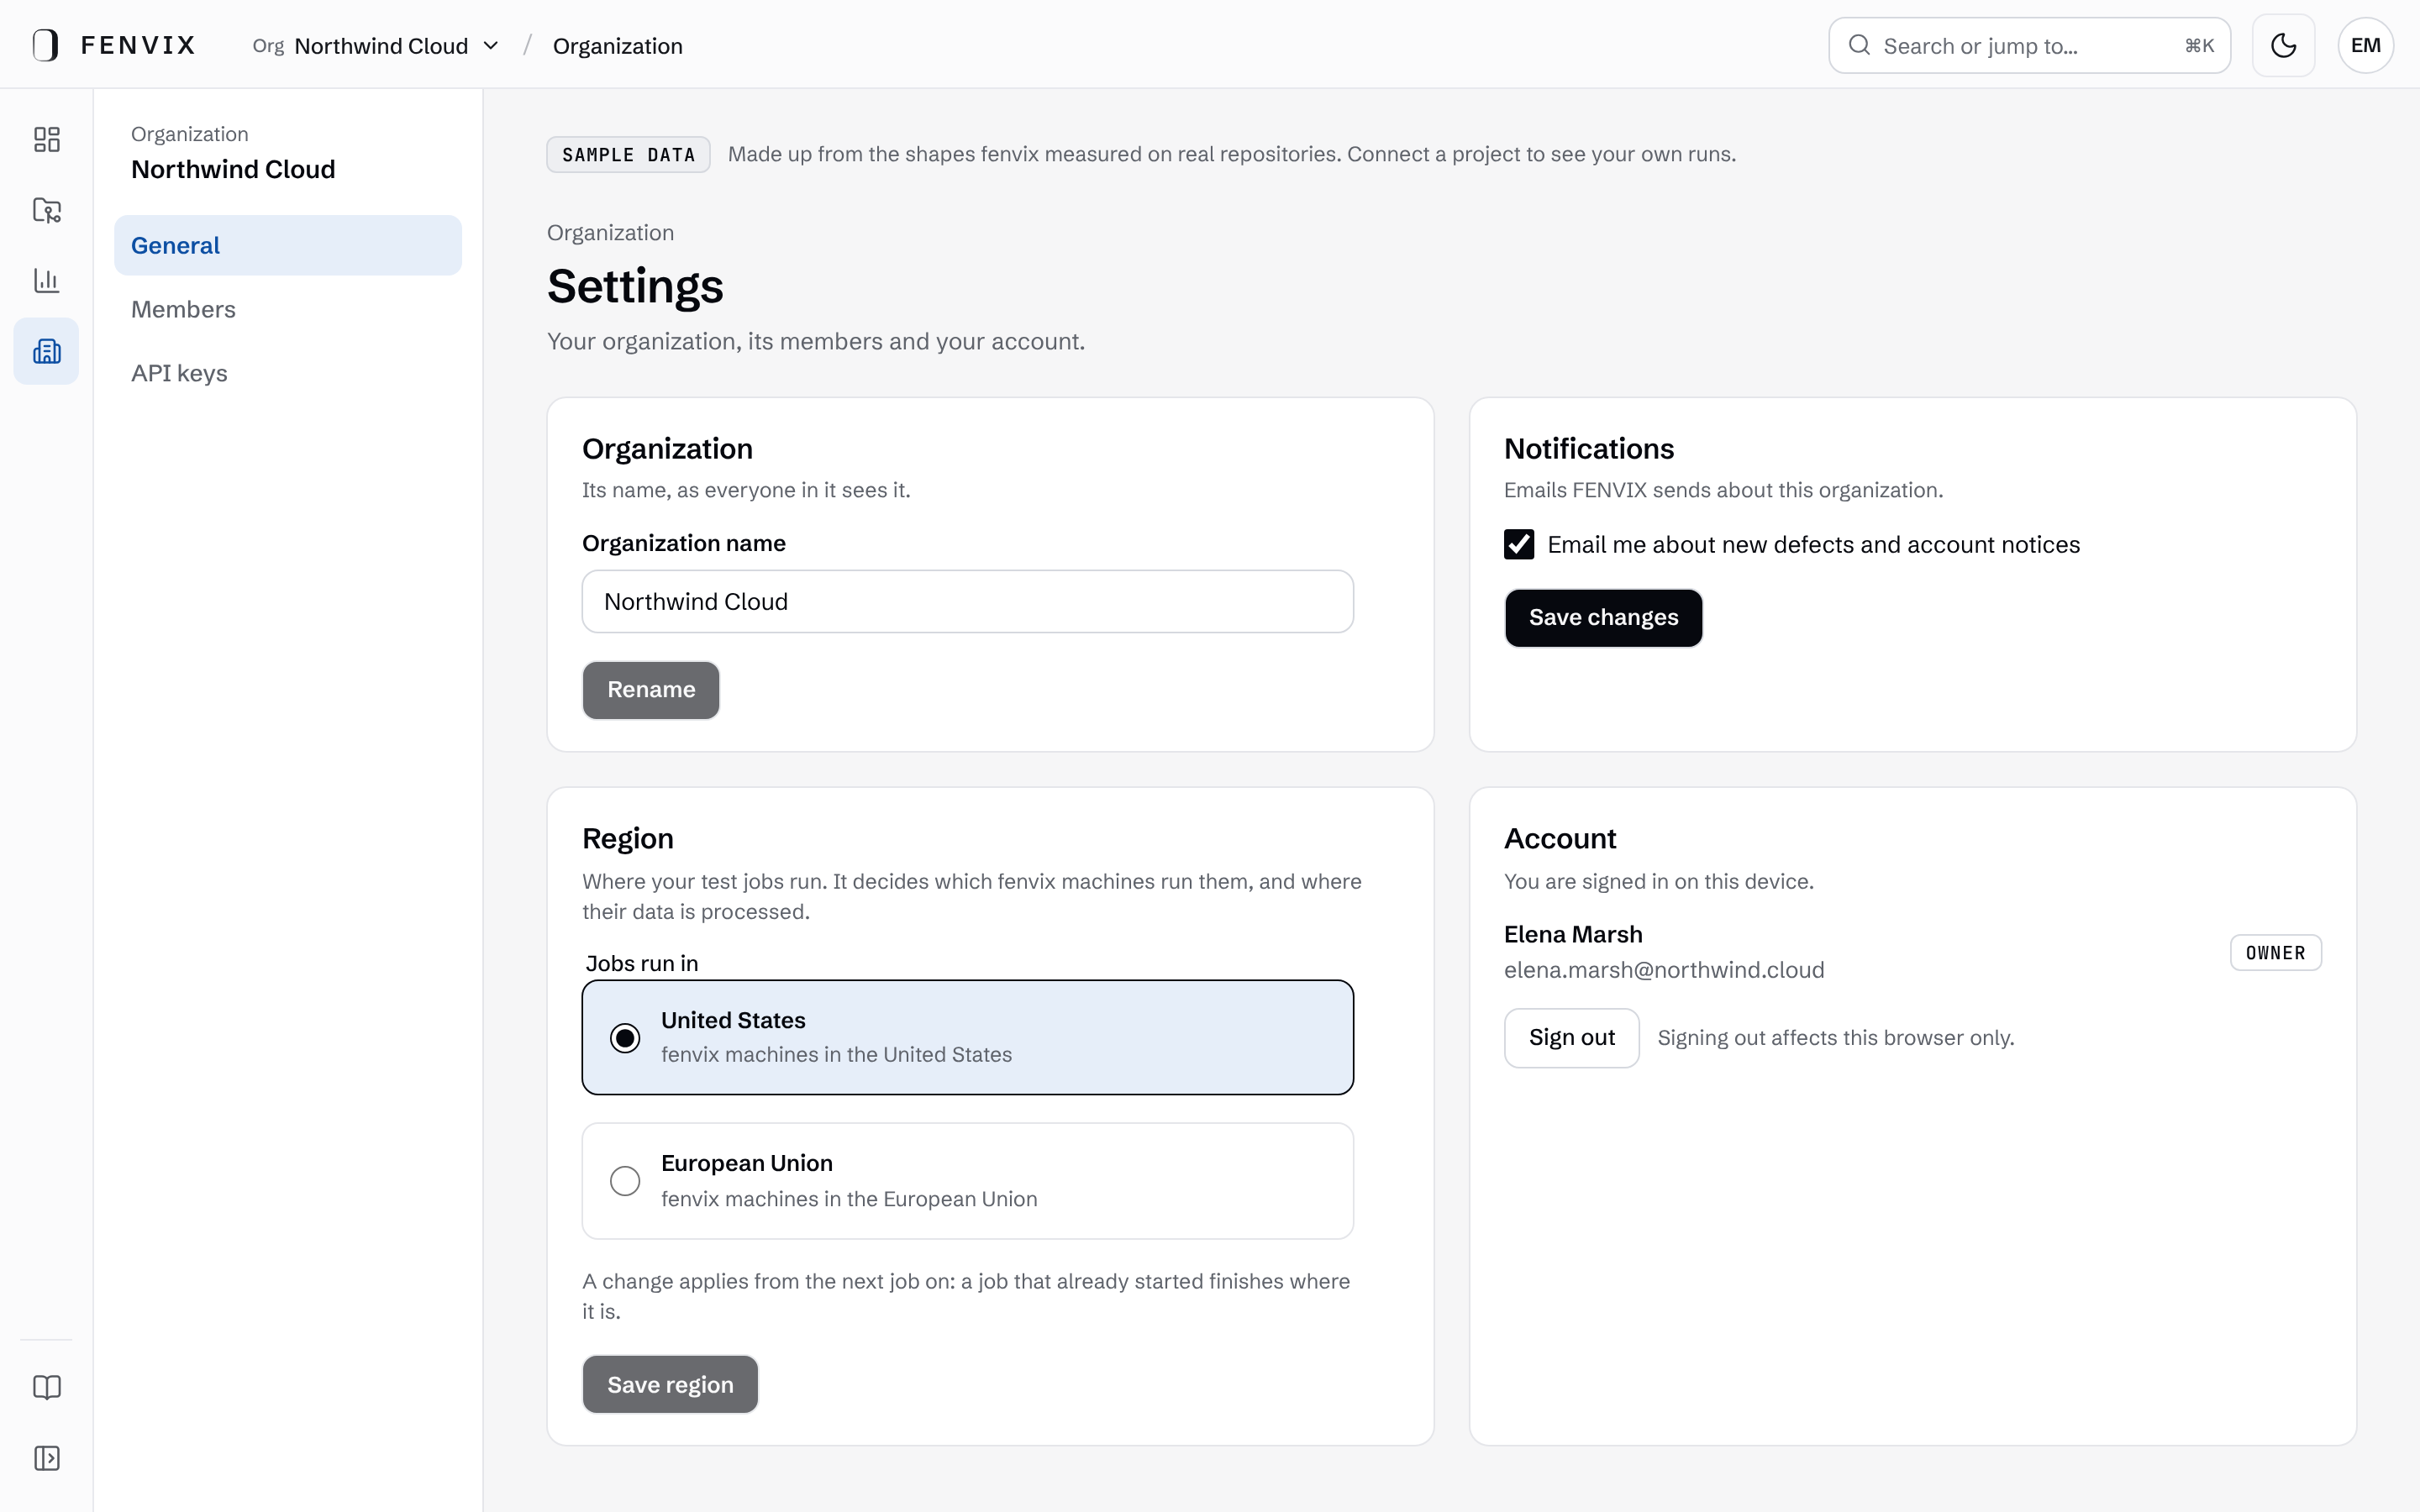 FENVIX
Org Northwind Cloud / Organization
Search or jump to... ⌘K
EM
Organization
Northwind Cloud
General
Members
API keys
SAMPLE DATA Made up from the shapes fenvix measured on real repositories. Connect a project to see your own runs.
Organization
Settings
Your organization, its members and your account.
Organization
Its name, as everyone in it sees it.
Organization name
Northwind Cloud
Rename
Notifications
Emails FENVIX sends about this organization.
Email me about new defects and account notices
Save changes
Region
Where your test jobs run. It decides which fenvix machines run them, and where
their data is processed.
Jobs run in
United States
fenvix machines in the United States
European Union
fenvix machines in the European Union
A change applies from the next job on: a job that already started finishes where
it is.
Save region
Account
You are signed in on this device.
Elena Marsh
elena.marsh@northwind.cloud
OWNER
Sign out Signing out affects this browser only.